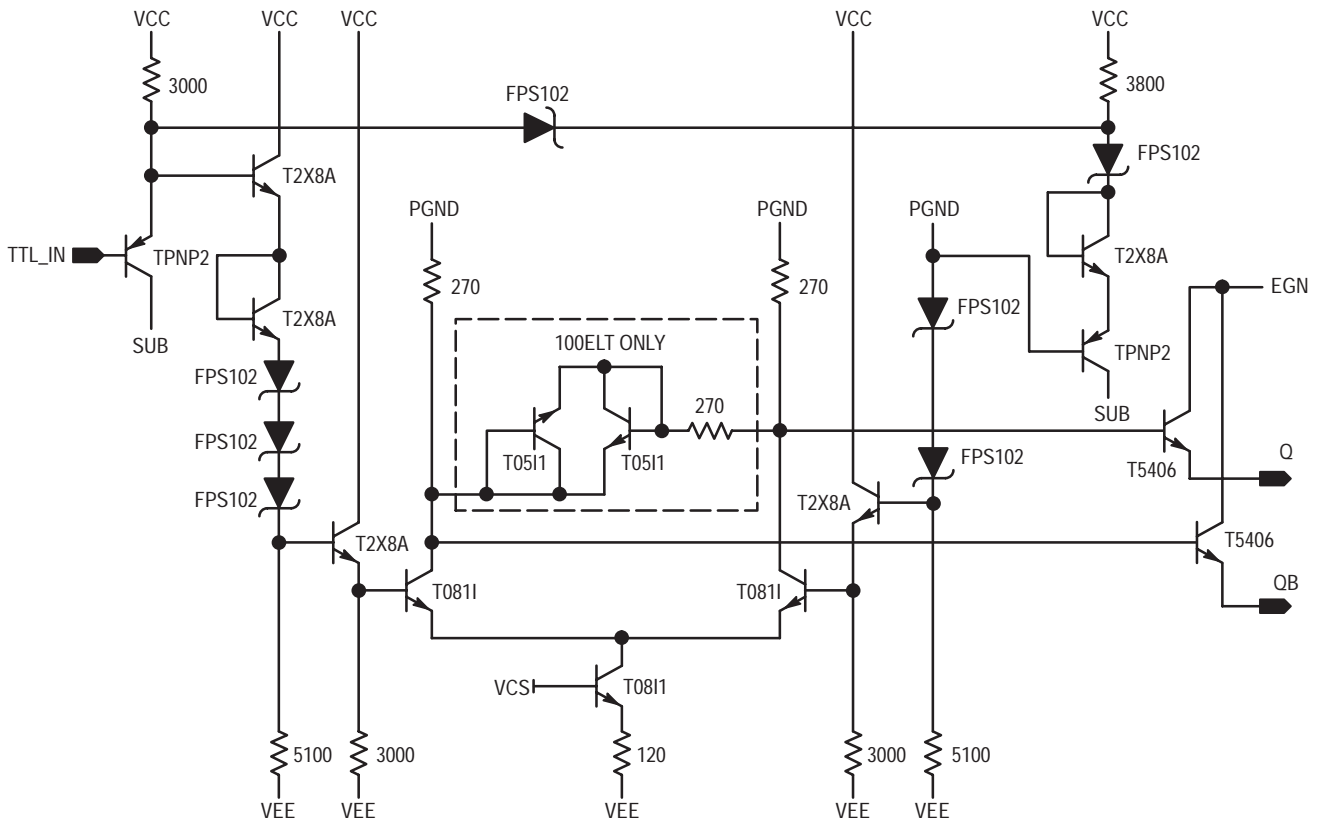 VCC VCC VCC VCC VCC
3000
3800
FPS102
FPS102
T2X8A
PGND PGND PGND
TTL_IN
TPNP2
T2X8A
270
270
EGN
FPS102
T2X8A
SUB
100ELT ONLY
TPNP2
FPS102
270
SUB
FPS102
T05I1 T05I1
FPS102
T5406
Q
FPS102
T2X8A
T2X8A
T5406
T081I
T081I
QB
VCS
T08I1
5100
3000
120
3000
5100
VEE VEE VEE VEE VEE